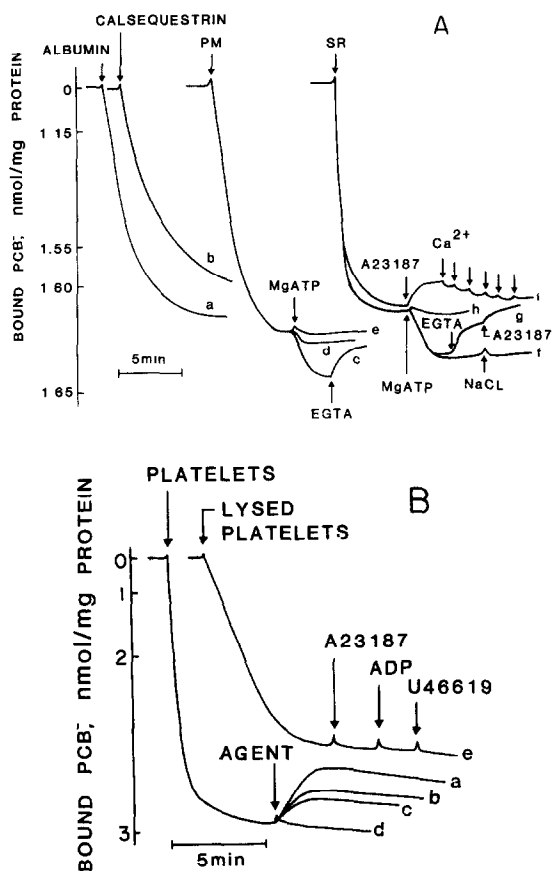 A
CALSEQUESTRIN
ALBUMIN
PM
SR
0
1 15
1.55
1 60
1 65
BOUND PCB⁻, nmol/mg PROTEIN
b
a
5min
MgATP
e
d
c
EGTA
A23187
Ca2+
i
h
g
EGTA
A23187
f
MgATP
NaCL
B
PLATELETS
LYSED
PLATELETS
0
1
2
3
BOUND PCB⁻, nmol/mg PROTEIN
A23187
ADP
U46619
e
AGENT
a
b
c
d
5min